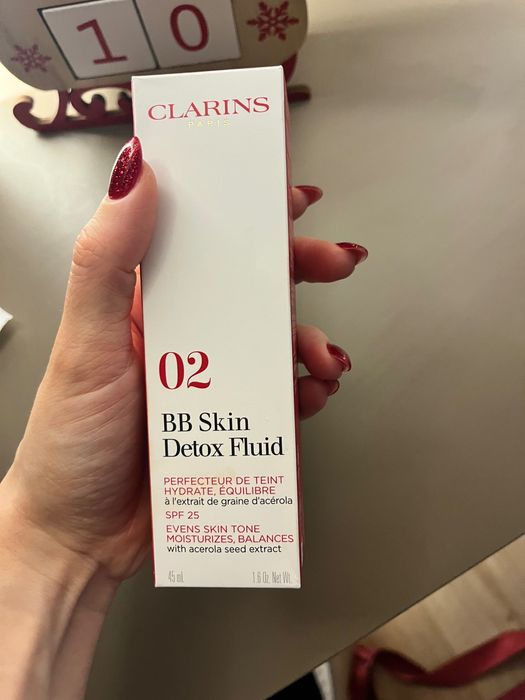 10
CLARINS
PARIS
02
BB Skin
Detox Fluid
PERFECTEUR DE TEINT
HYDRATE, ÉQUILIBRE
à l'extrait de graine d'acérola
SPF 25
EVENS SKIN TONE
MOISTURIZES, BALANCES
with acerola seed extract
45 mL 1.6 Oz. Net Wt.